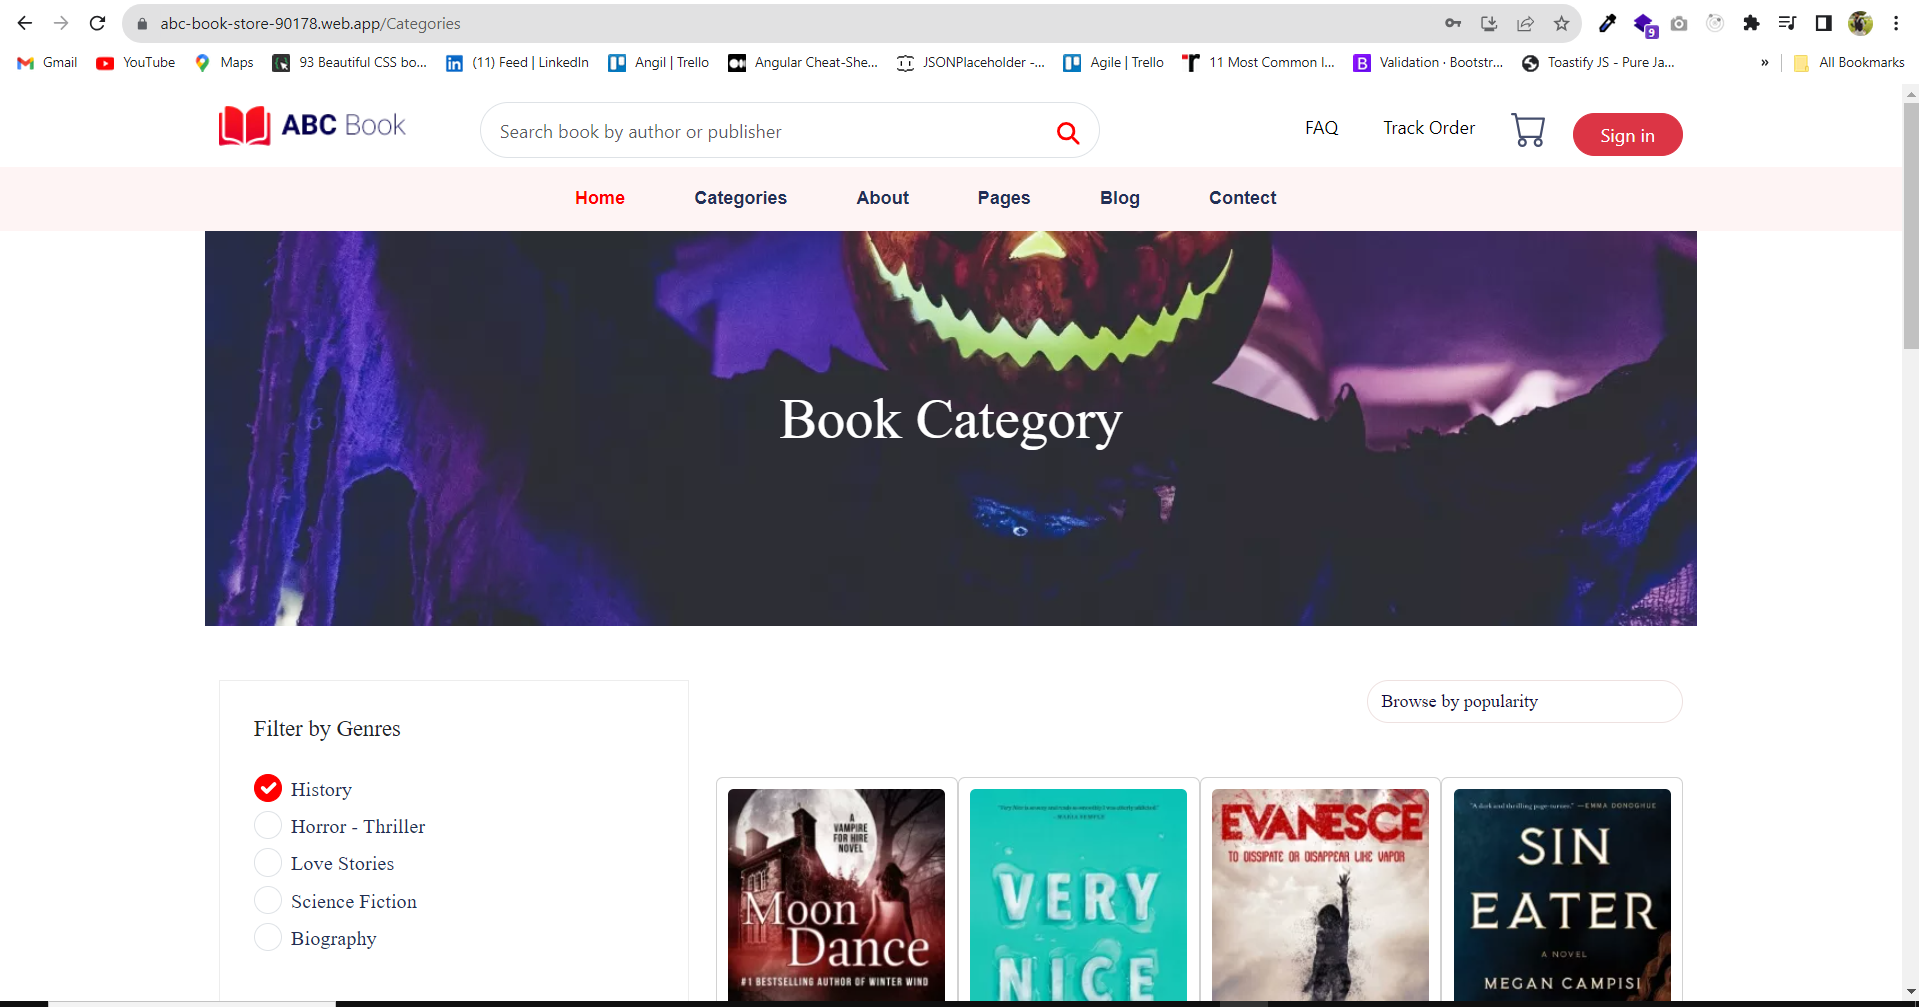 abc-book-store-90178.web.app/Categories
9
Gmail YouTube Maps 93 Beautiful CSS bo... (11) Feed | LinkedIn Angil | Trello Angular Cheat-She... JSONPlaceholder -... Agile | Trello 11 Most Common I... Validation · Bootstr... Toastify JS - Pure Ja... » All Bookmarks
ABC Book
Search book by author or publisher
FAQ Track Order Sign in
Home Categories About Pages Blog Contect
Book Category
Filter by Genres
History
Horror - Thriller
Love Stories
Science Fiction
Biography
Browse by popularity
A
VAMPIRE
FOR HIRE
NOVEL
Moon
Dance
#1 BESTSELLING AUTHOR OF WINTER WIND
VERY
NICE
EVANESCE
TO DISSIPATE OR DISAPPEAR LIKE VAPOR
"A dark and thrilling page-turner." —EMMA DONOGHUE
SIN
EATER
A NOVEL
MEGAN CAMPISI